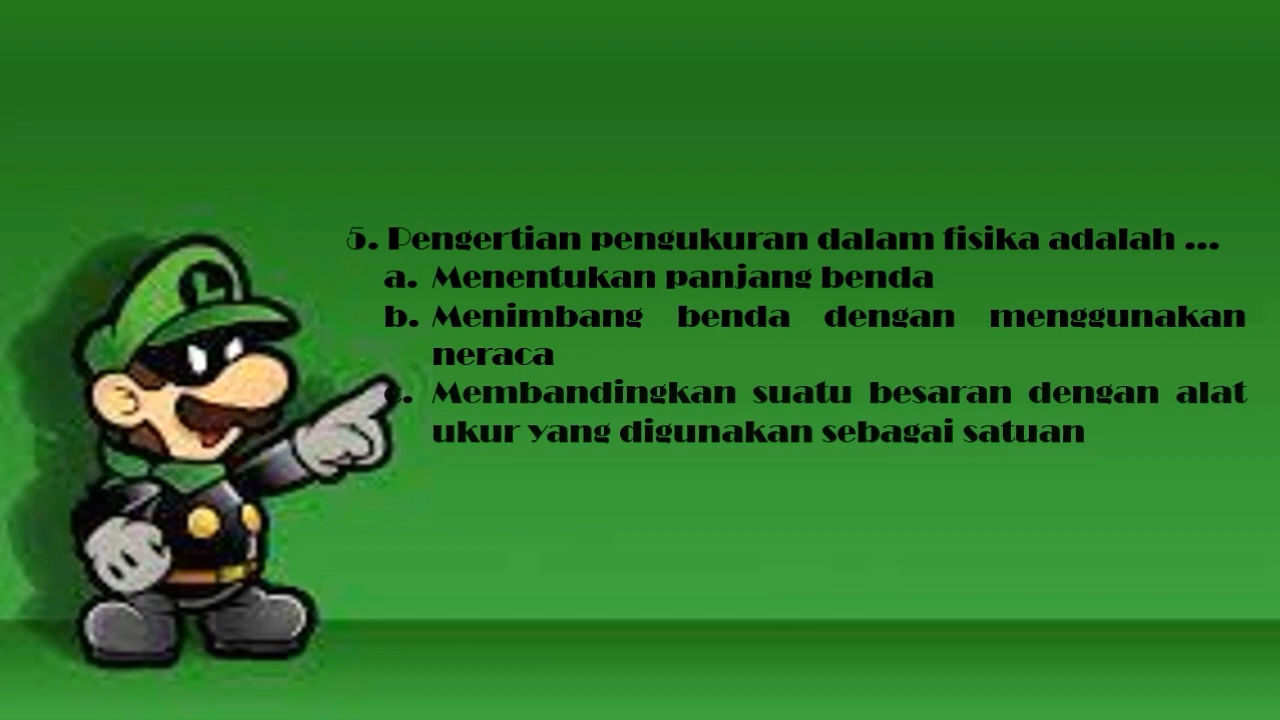 5. Pengertian pengukuran dalam fisika adalah ...
a. Menentukan panjang benda
b. Menimbang benda dengan menggunakan
neraca
c. Membandingkan suatu besaran dengan alat
ukur yang digunakan sebagai satuan